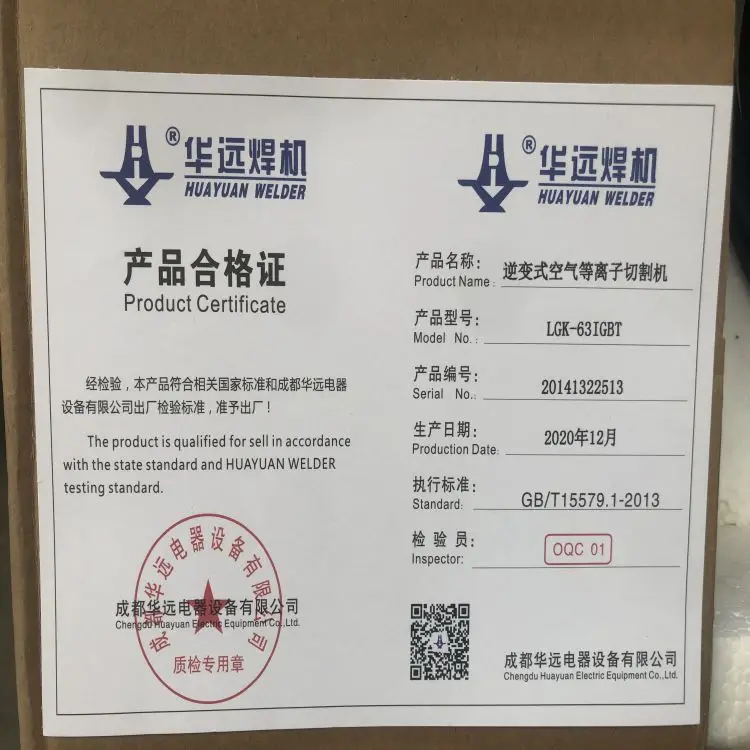 ®华远焊机
HUAYUAN WELDER
产品合格证
Product Certificate
经检验，本产品符合相关国家标准和成都华远电器
设备有限公司出厂检验标准，准予出厂！
The product is qualified for sell in accordance
with the state standard and HUAYUAN WELDER
testing standard.
成都华远电器设备有限公司
成都华远电器设备有限公司
Chengdu Huayuan Electric Equipment Co.,Ltd.
质检专用章
®华远焊机
HUAYUAN WELDER
产品名称： 逆变式空气等离子切割机
Product Name：
产品型号： LGK-63IGBT
Model No.：
产品编号： 20141322513
Serial No.：
生产日期： 2020年12月
Production Date：
执行标准： GB/T15579.1-2013
Standard：
检验员： OQC 01
Inspector：
成都华远电器设备有限公司
Chengdu Huayuan Electric Equipment Co.,Ltd.